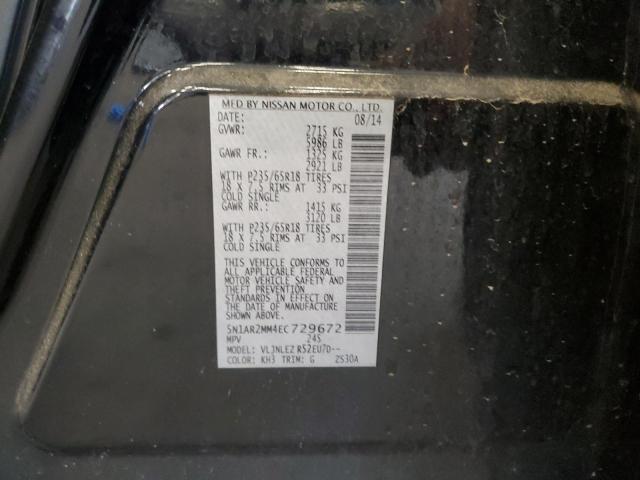 MFD BY NISSAN MOTOR CO., LTD.
DATE: 08/14
GVWR: 2715 KG
5986 LB
GAWR FR.: 1325 KG
2921 LB
WITH P235/65R18 TIRES
18 X 7.5 RIMS AT 33 PSI
COLD SINGLE
GAWR RR.: 1415 KG
3120 LB
WITH P235/65R18 TIRES
18 X 7.5 RIMS AT 33 PSI
COLD SINGLE
THIS VEHICLE CONFORMS TO
ALL APPLICABLE FEDERAL
MOTOR VEHICLE SAFETY AND
THEFT PREVENTION
STANDARDS IN EFFECT ON
THE DATE OF MANUFACTURE
SHOWN ABOVE.
5N1AR2MM4EC729672
MPV 245
MODEL: VLJNLEZ R52EU7D--
COLOR: KH3 TRIM: G ZS30A